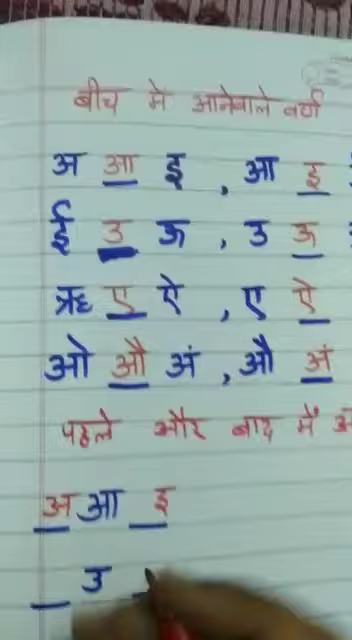 बीच में आनेवाले वर्ण
अ आ इ , आ इ
ई उ ऊ , उ ऊ
ऋ ए ऐ , ए ऐ
ओ औ अं , औ अं
पहले और बाद में
अ आ इ
_ उ